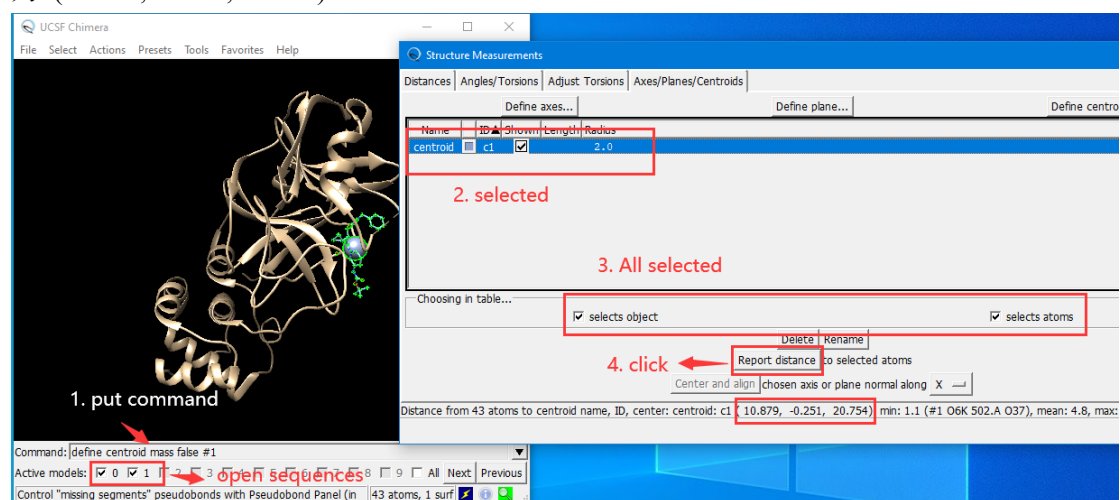 UCSF Chimera
File Select Actions Presets Tools Favorites Help
Structure Measurements
Distances Angles/Torsions Adjust Torsions Axes/Planes/Centroids
Define axes... Define plane... Define centro
Name ID Shown Length Radius
centroid c1 2.0
2. selected
3. All selected
Choosing in table...
selects object selects atoms
Delete Rename
4. click Report distance to selected atoms
Center and align chosen axis or plane normal along X
Distance from 43 atoms to centroid name, ID, center: centroid: c1 ( 10.879, -0.251, 20.754) min: 1.1 (#1 O6K 502.A O37), mean: 4.8, max:
1. put command
Command: define centroid mass false #1
Active models: 0 1 2 3 4 5 6 7 8 9 All Next Previous
open sequences
Control "missing segments" pseudobonds with Pseudobond Panel (in 43 atoms, 1 surf